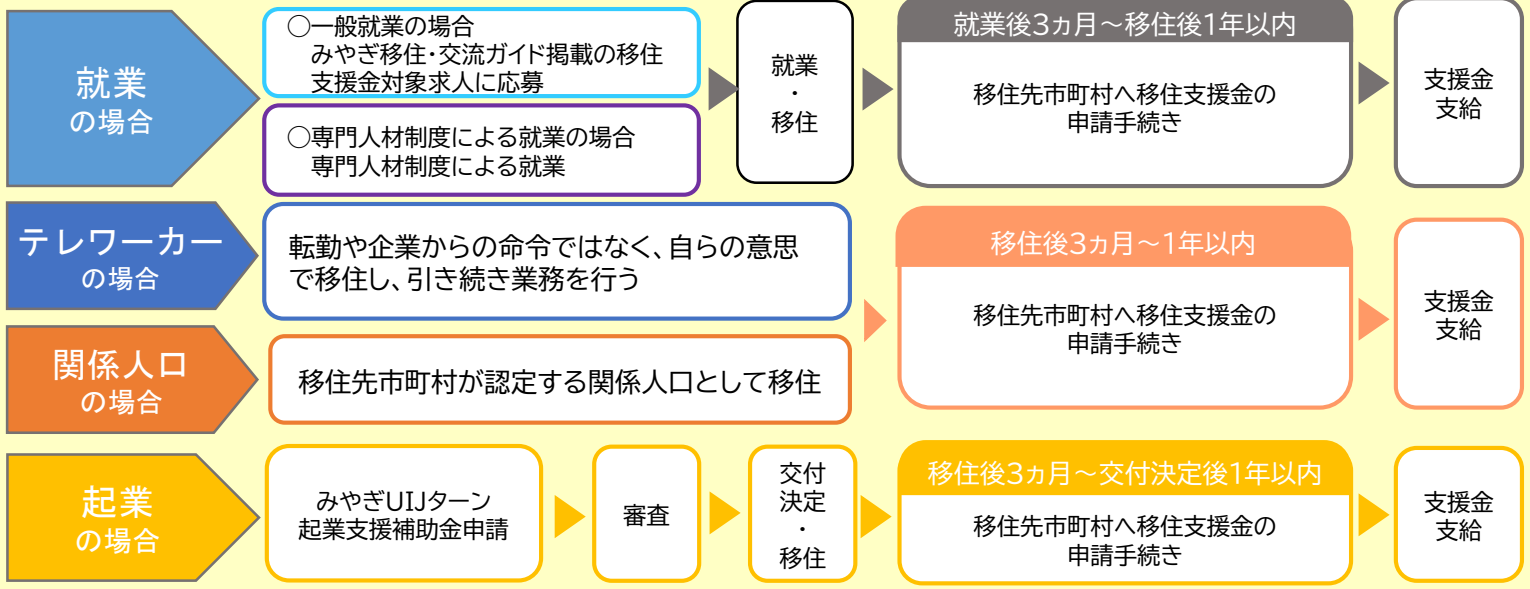 就業
の場合
○一般就業の場合
みやぎ移住・交流ガイド掲載の移住
支援金対象求人に応募
○専門人材制度による就業の場合
専門人材制度による就業
就業
・
移住
就業後3ヵ月～移住後1年以内
移住先市町村へ移住支援金の
申請手続き
支援金
支給
テレワーカー
の場合
転勤や企業からの命令ではなく、自らの意思
で移住し、引き続き業務を行う
関係人口
の場合
移住先市町村が認定する関係人口として移住
移住後3ヵ月～1年以内
移住先市町村へ移住支援金の
申請手続き
支援金
支給
起業
の場合
みやぎUIJターン
起業支援補助金申請
審査
交付
決定
・
移住
移住後3ヵ月～交付決定後1年以内
移住先市町村へ移住支援金の
申請手続き
支援金
支給